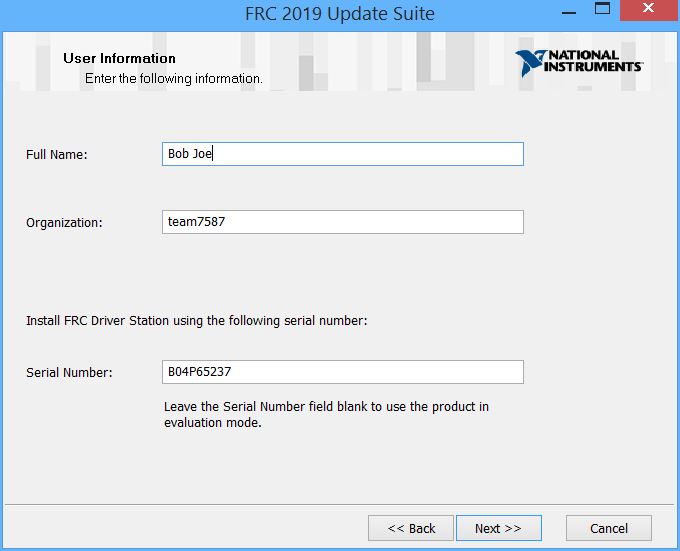 FRC 2019 Update Suite
User Information
Enter the following information.
NATIONAL
INSTRUMENTS™
Full Name:
Bob Joe
Organization:
team7587
Install FRC Driver Station using the following serial number:
Serial Number:
B04P65237
Leave the Serial Number field blank to use the product in
evaluation mode.
<< Back
Next >>
Cancel